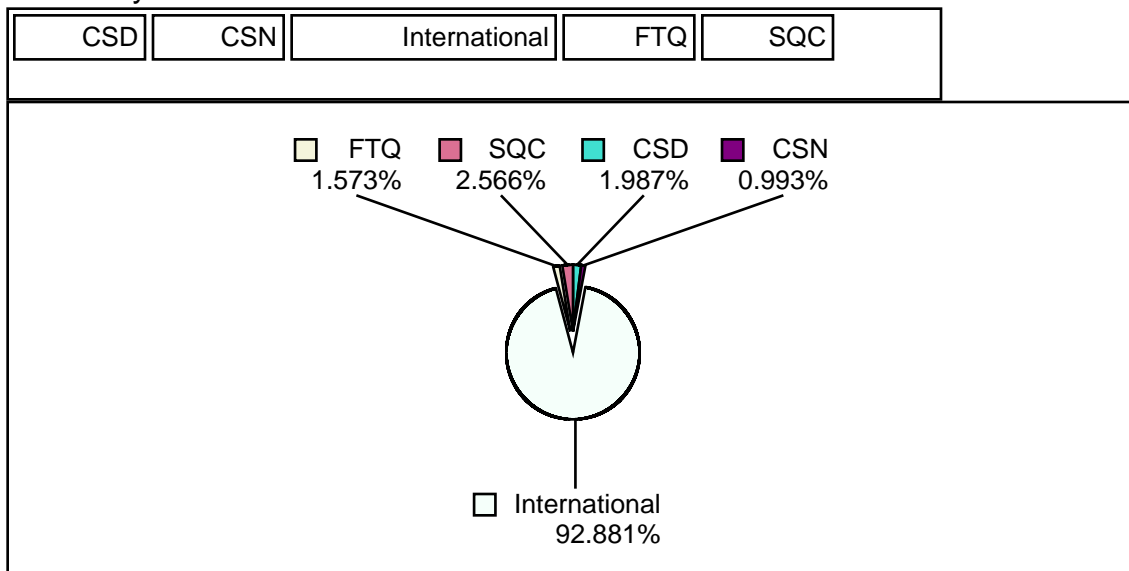 CSD CSN International FTQ SQC
FTQ SQC CSD CSN
1.573% 2.566% 1.987% 0.993%
International
92.881%